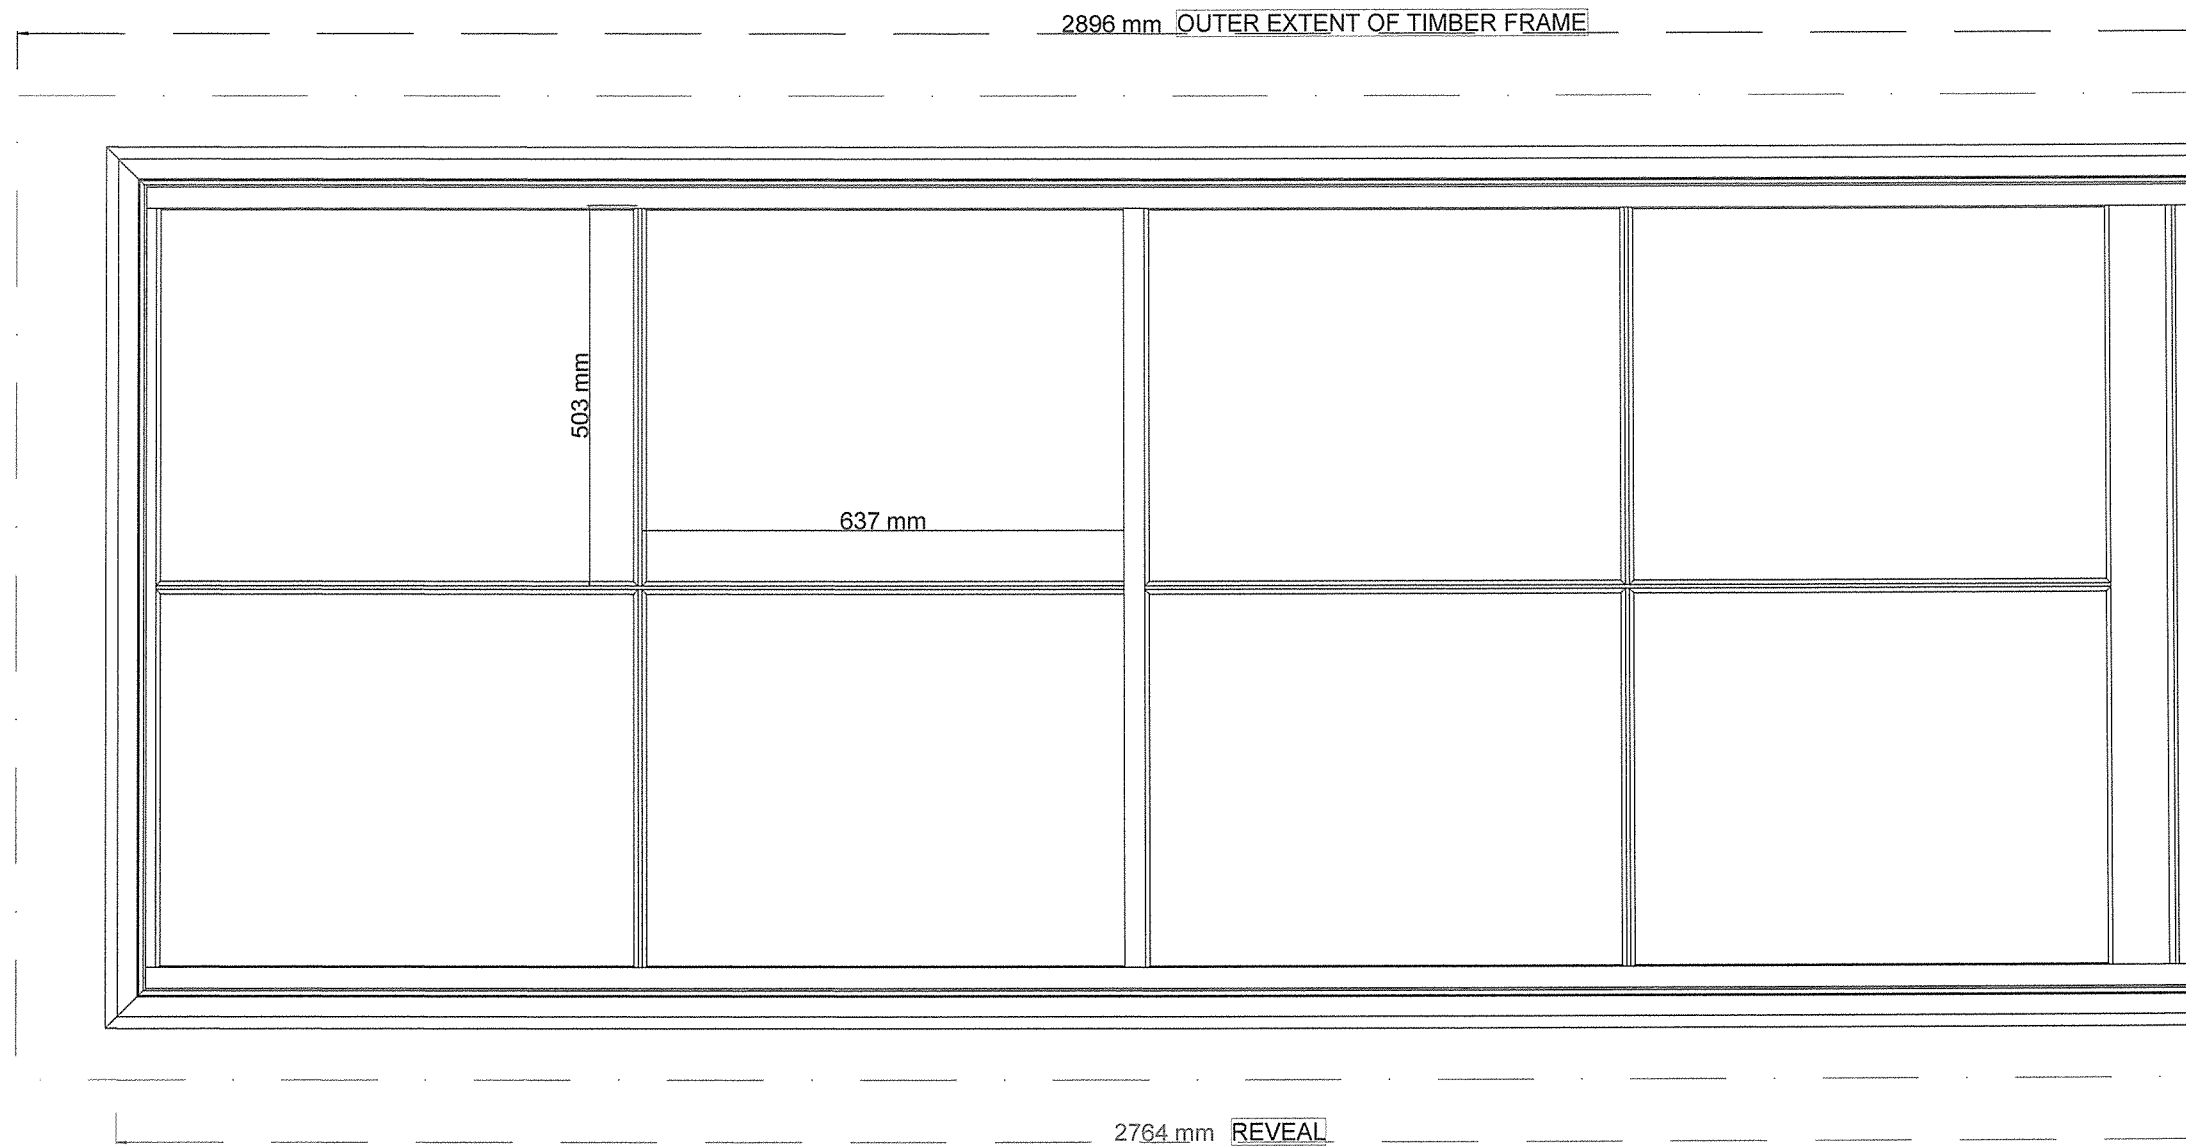 2896 mm OUTER EXTENT OF TIMBER FRAME
503 mm
637 mm
2764 mm REVEAL